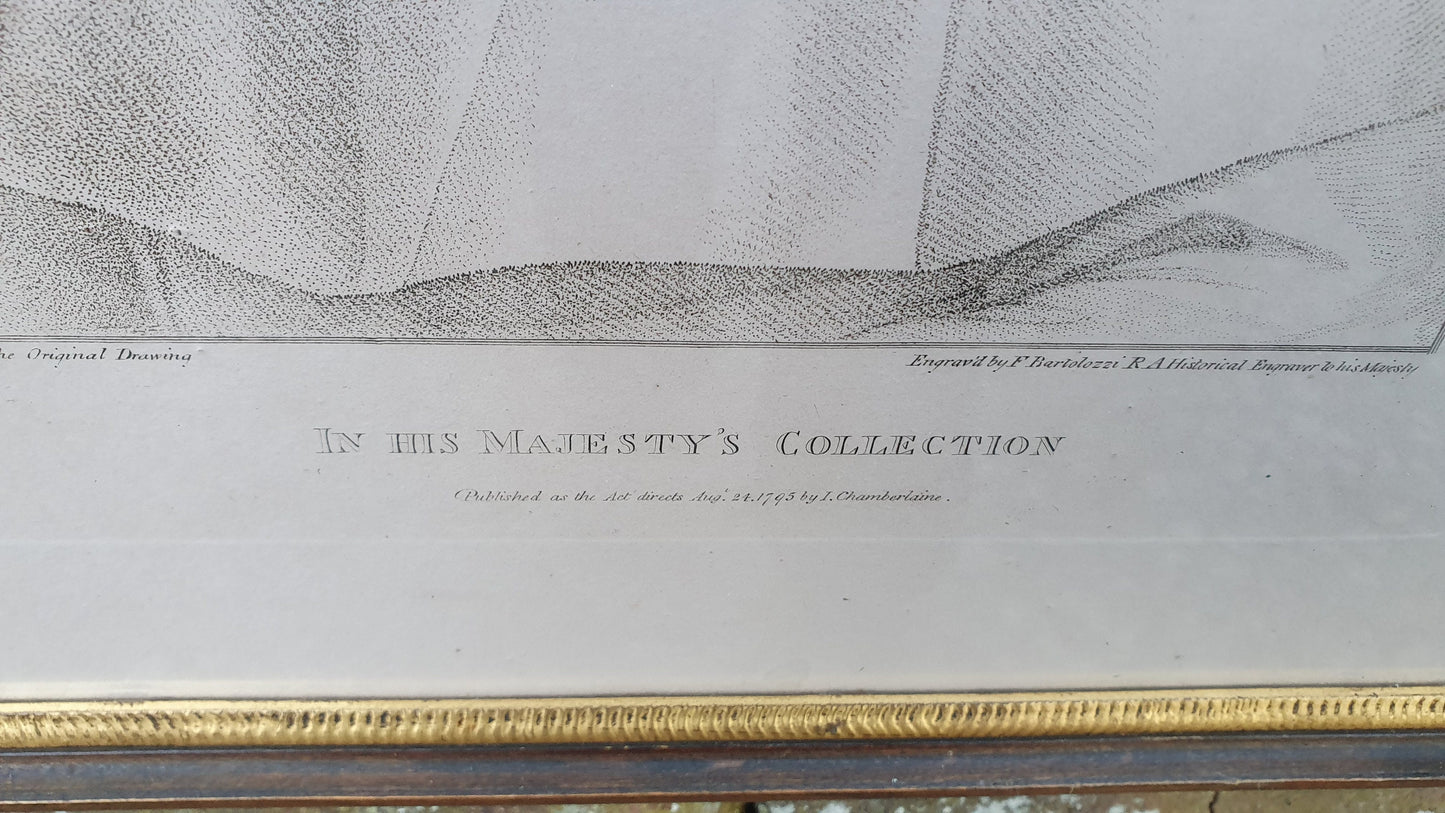 he Original Drawing
Engrav'd by F Bartolozzi R A Historical Engraver to his Majesty
IN HIS MAJESTY'S COLLECTION
Published as the Act directs Augt. 24. 1795 by I. Chamberlaine.